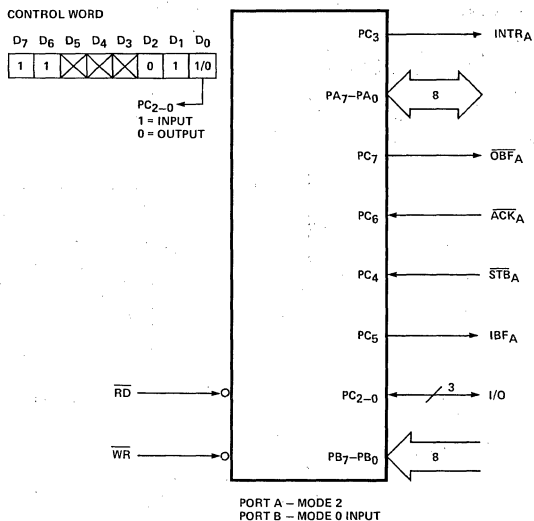 CONTROL WORD
D7 D6 D5 D4 D3 D2 D1 D0
1 1 0 1 1/0
PC2–0
1 = INPUT
0 = OUTPUT
PC3 INTRA
PA7–PA0 8
PC7 OBFA
PC6 ACKA
PC4 STBA
PC5 IBFA
RD PC2–0 3 I/O
WR PB7–PB0 8
PORT A – MODE 2
PORT B – MODE 0 INPUT